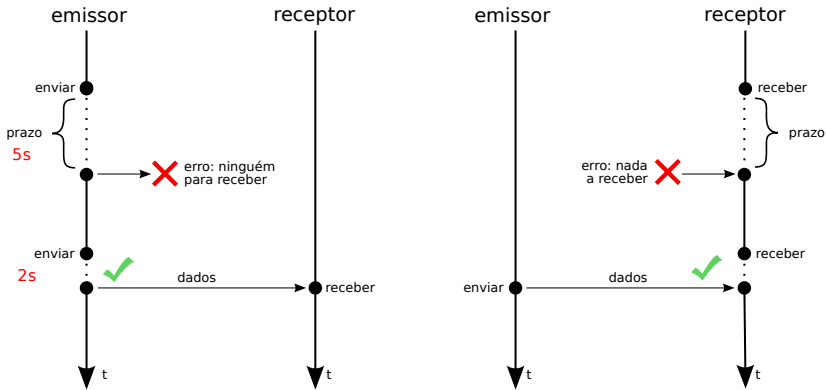 emissor
receptor
enviar
prazo
5s
erro: ninguém
para receber
enviar
2s
dados
receber
t
t
emissor
receptor
receber
prazo
erro: nada
a receber
receber
dados
enviar
t
t